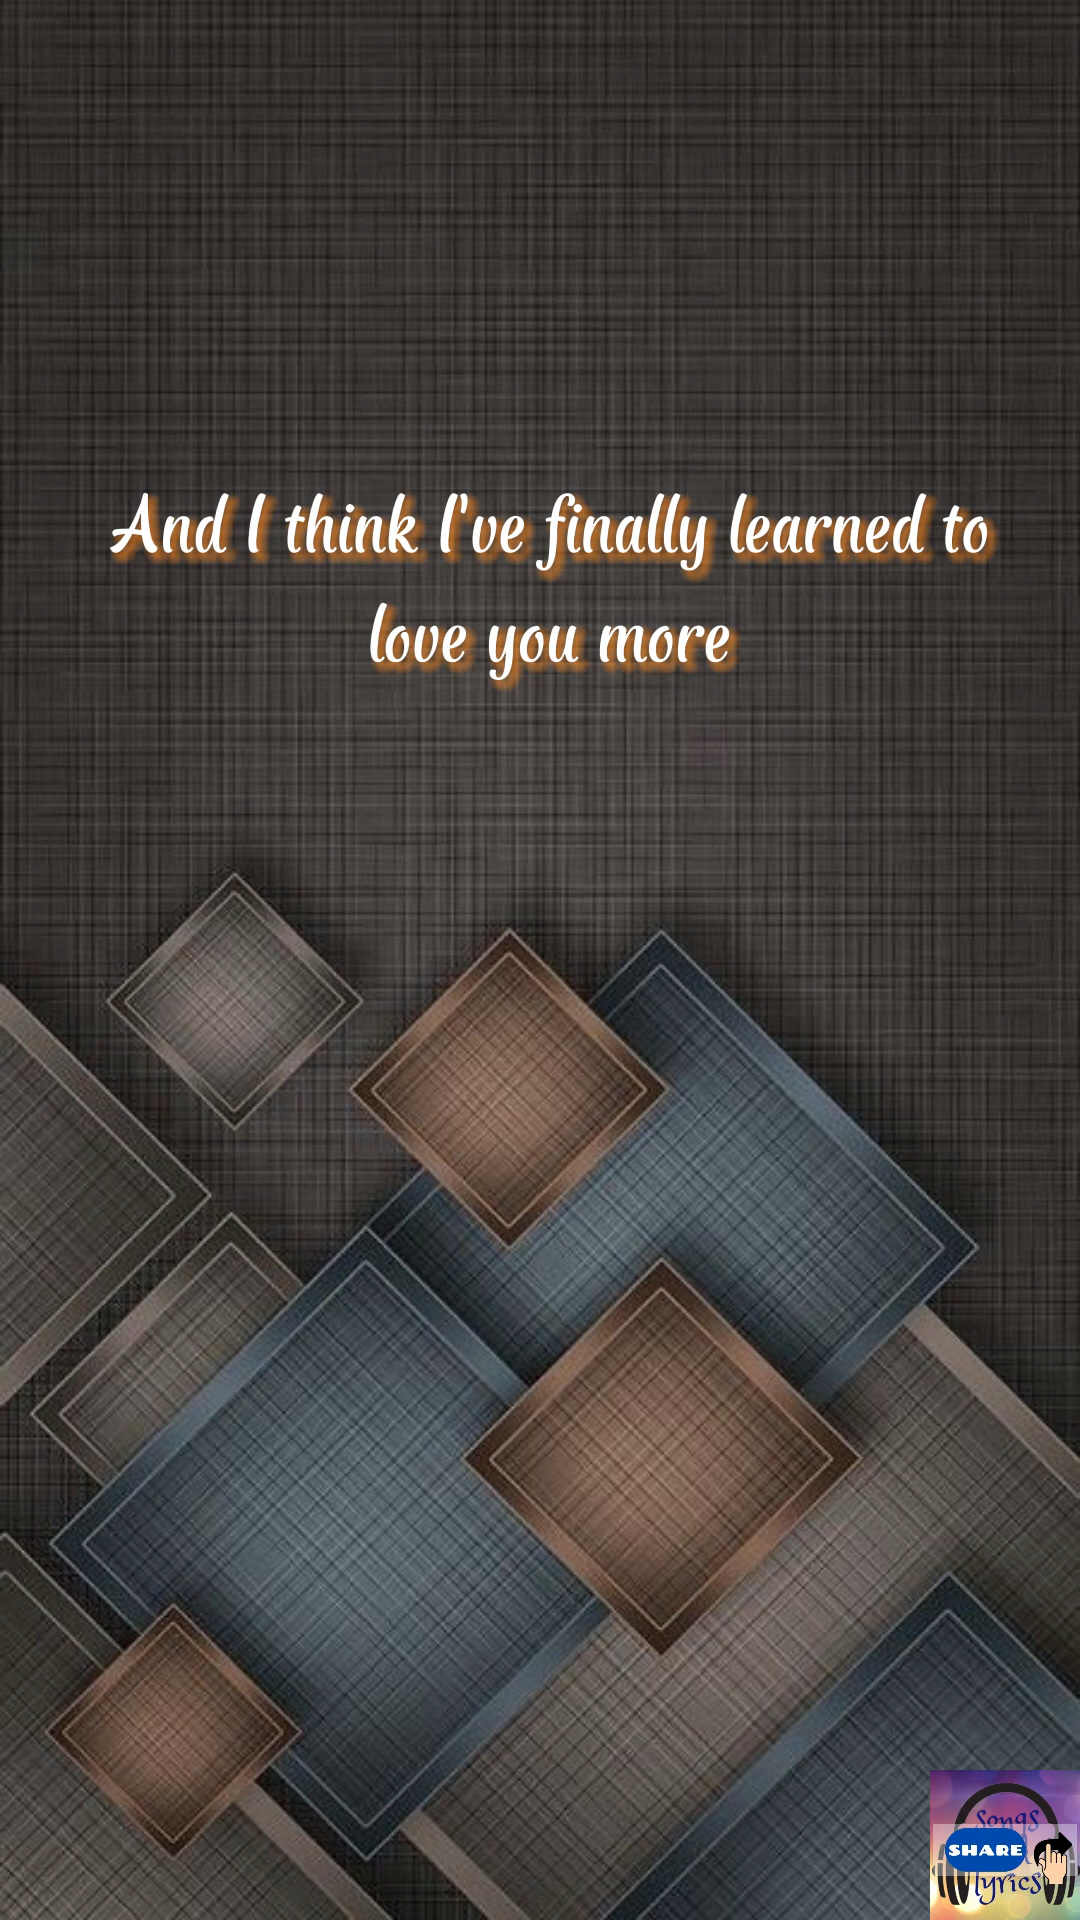 And I think I've finally learned to
love you more
songs
SHARE
lyrics